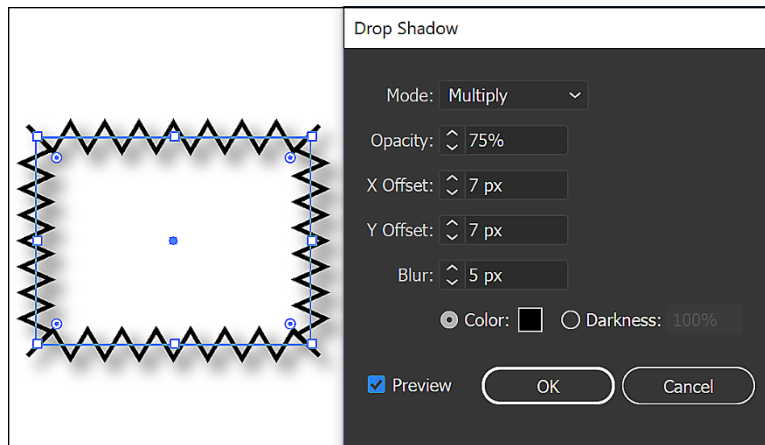 Drop Shadow
Mode: Multiply
Opacity: 75%
X Offset: 7 px
Y Offset: 7 px
Blur: 5 px
Color: Darkness: 100%
Preview OK Cancel